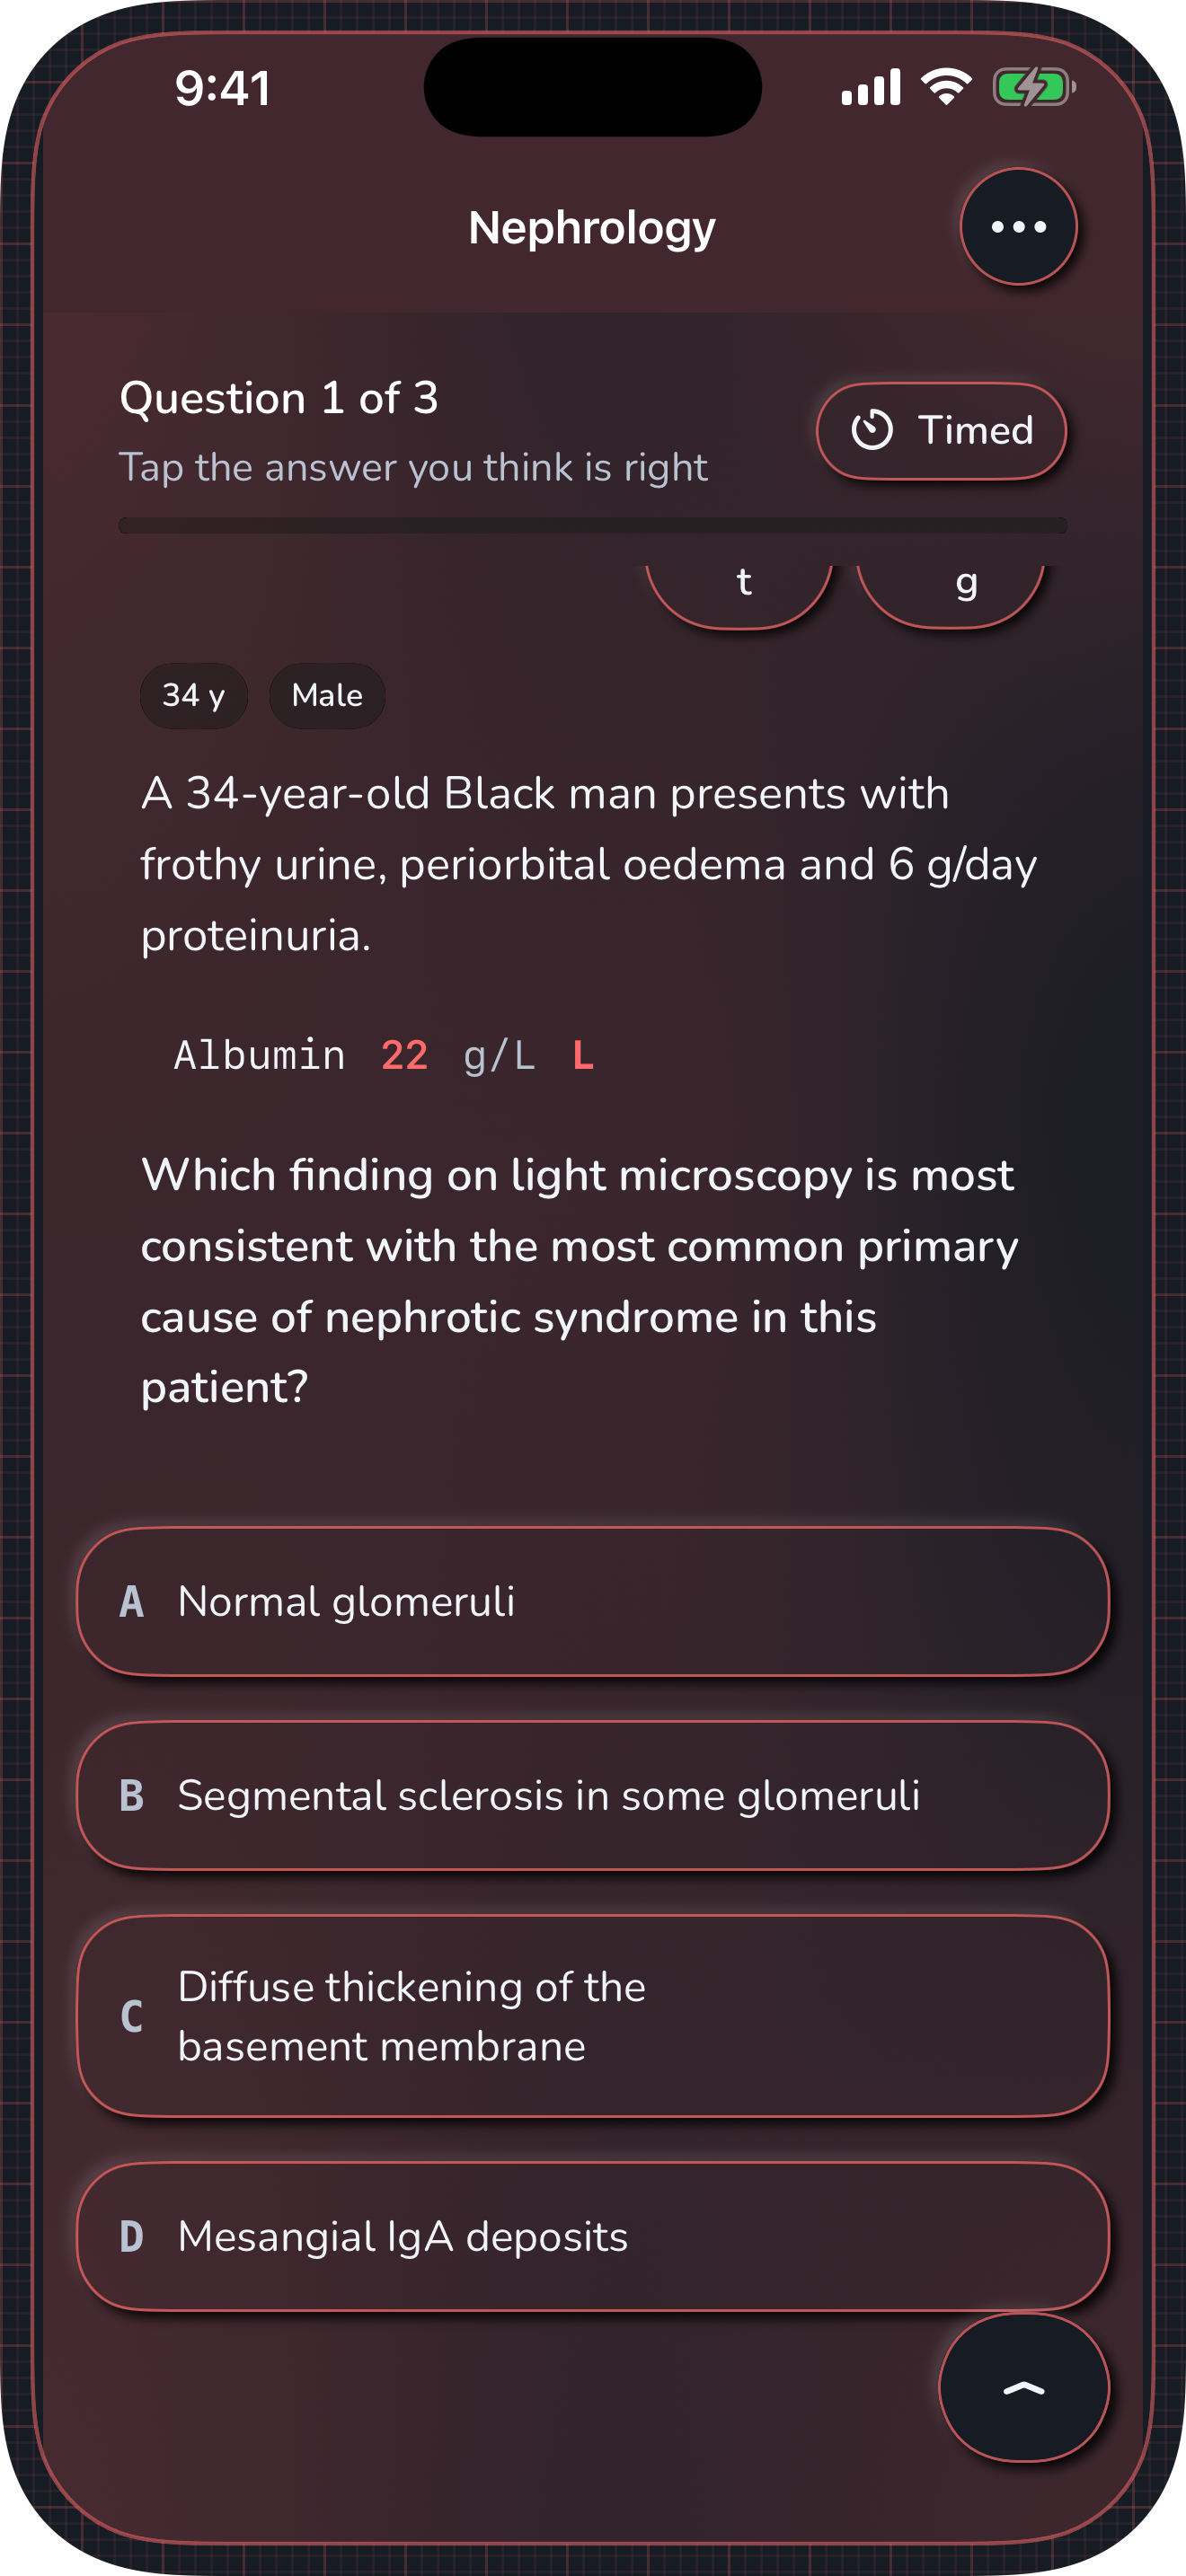 9:41
Nephrology
Question 1 of 3
Tap the answer you think is right
Timed
t
g
34 y
Male
A 34-year-old Black man presents with
frothy urine, periorbital oedema and 6 g/day
proteinuria.
Albumin 22 g/L L
Which finding on light microscopy is most
consistent with the most common primary
cause of nephrotic syndrome in this
patient?
A Normal glomeruli
B Segmental sclerosis in some glomeruli
C Diffuse thickening of the
basement membrane
D Mesangial IgA deposits